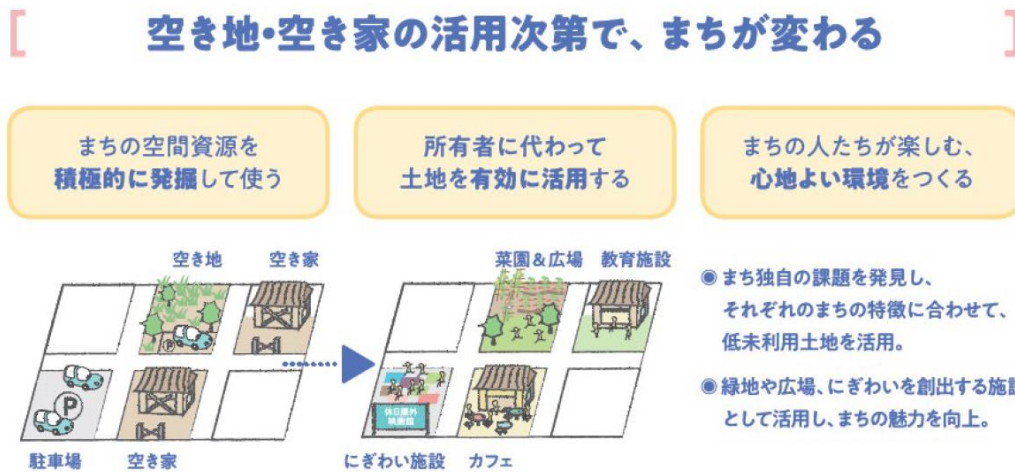 空き地・空き家の活用次第で、まちが変わる
まちの空間資源を
積極的に発掘して使う
所有者に代わって
土地を有効に活用する
まちの人たちが楽しむ、
心地よい環境をつくる
空き地
空き家
P
P
駐車場
空き家
菜園&広場
教育施設
休日屋外
映画館
にぎわい施設
カフェ
◉ まち独自の課題を発見し、
それぞれのまちの特徴に合わせて、
低未利用土地を活用。
◉ 緑地や広場、にぎわいを創出する施設
として活用し、まちの魅力を向上。